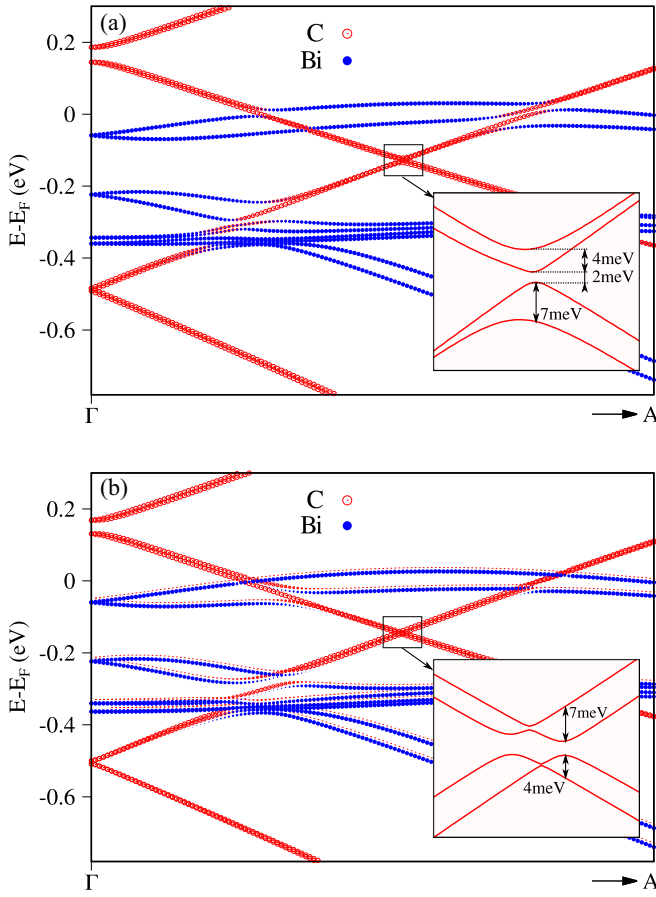 (a)
C
Bi
0.2
0
-0.2
-0.4
-0.6
E-E_F (eV)
4meV
2meV
7meV
Γ
A
(b)
C
Bi
0.2
0
-0.2
-0.4
-0.6
E-E_F (eV)
7meV
4meV
Γ
A